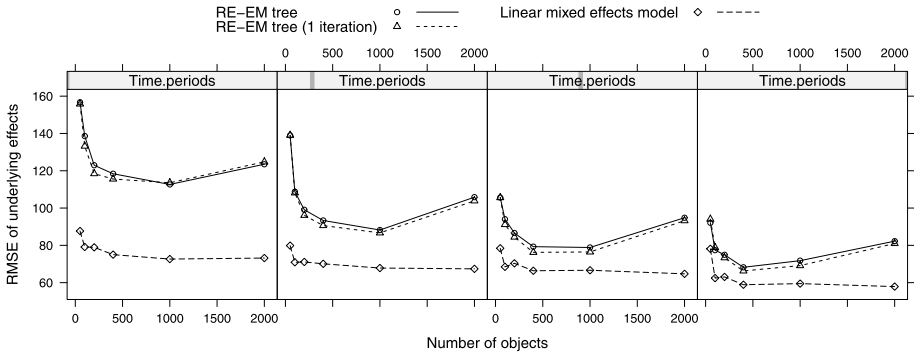 RE−EM tree
Linear mixed effects model
RE−EM tree (1 iteration)
0 500 1000 1500 2000 0 500 1000 1500 2000
Time.periods Time.periods Time.periods Time.periods
160
140
120
100
80
60
RMSE of underlying effects
0 500 1000 1500 2000 0 500 1000 1500 2000
Number of objects